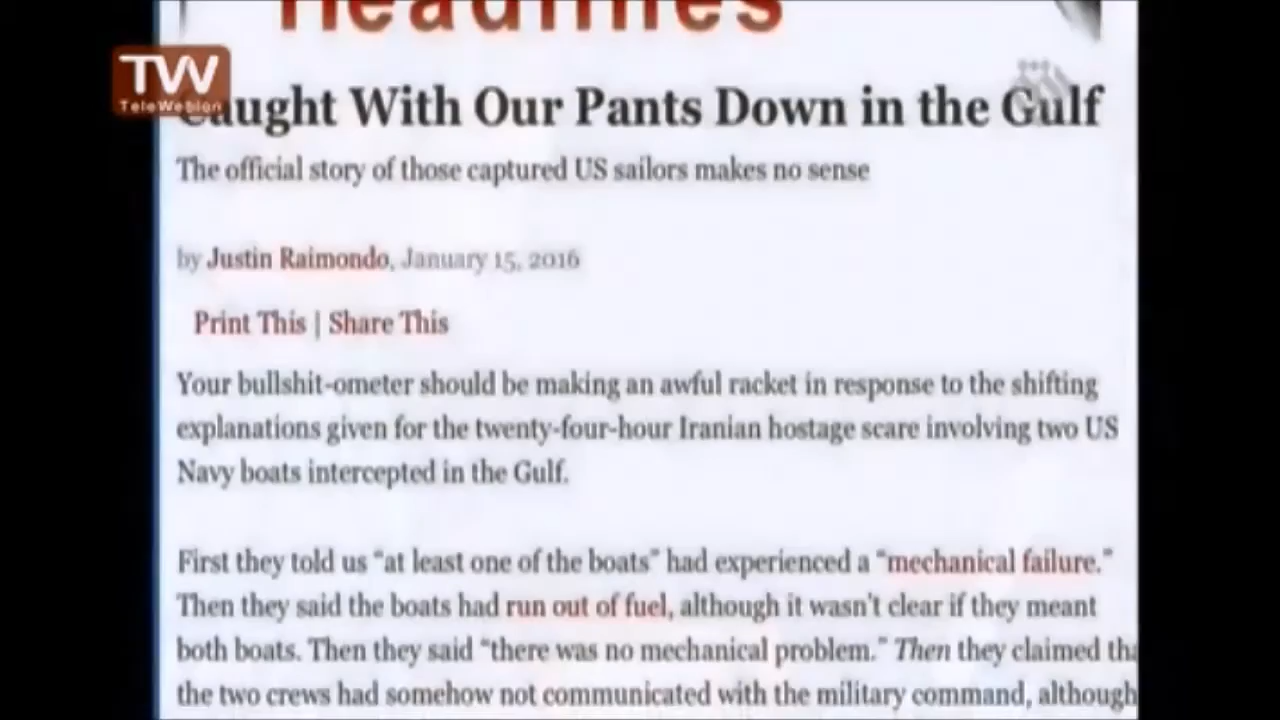 Headlines
TW
TeleWebion
Caught With Our Pants Down in the Gulf
The official story of those captured US sailors makes no sense
by Justin Raimondo, January 15, 2016
Print This | Share This
Your bullshit-ometer should be making an awful racket in response to the shifting
explanations given for the twenty-four-hour Iranian hostage scare involving two US
Navy boats intercepted in the Gulf.
First they told us “at least one of the boats” had experienced a “mechanical failure.”
Then they said the boats had run out of fuel, although it wasn’t clear if they meant
both boats. Then they said “there was no mechanical problem.” Then they claimed tha
the two crews had somehow not communicated with the military command, although